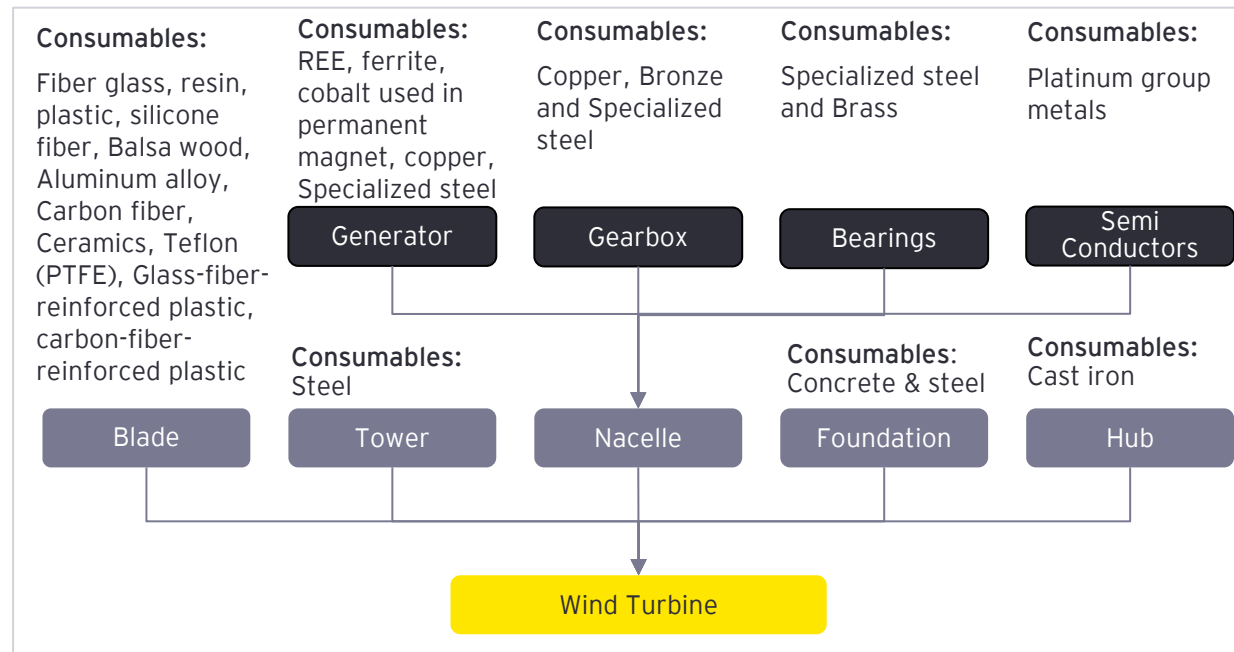 Consumables:
Fiber glass, resin,
plastic, silicone
fiber, Balsa wood,
Aluminum alloy,
Carbon fiber,
Ceramics, Teflon
(PTFE), Glass-fiber-
reinforced plastic,
carbon-fiber-
reinforced plastic
Consumables:
REE, ferrite,
cobalt used in
permanent
magnet, copper,
Specialized steel
Generator
Consumables:
Copper, Bronze
and Specialized
steel
Gearbox
Consumables:
Specialized steel
and Brass
Bearings
Consumables:
Platinum group
metals
Semi
Conductors
Consumables:
Steel
Consumables:
Concrete & steel
Consumables:
Cast iron
Blade
Tower
Nacelle
Foundation
Hub
Wind Turbine